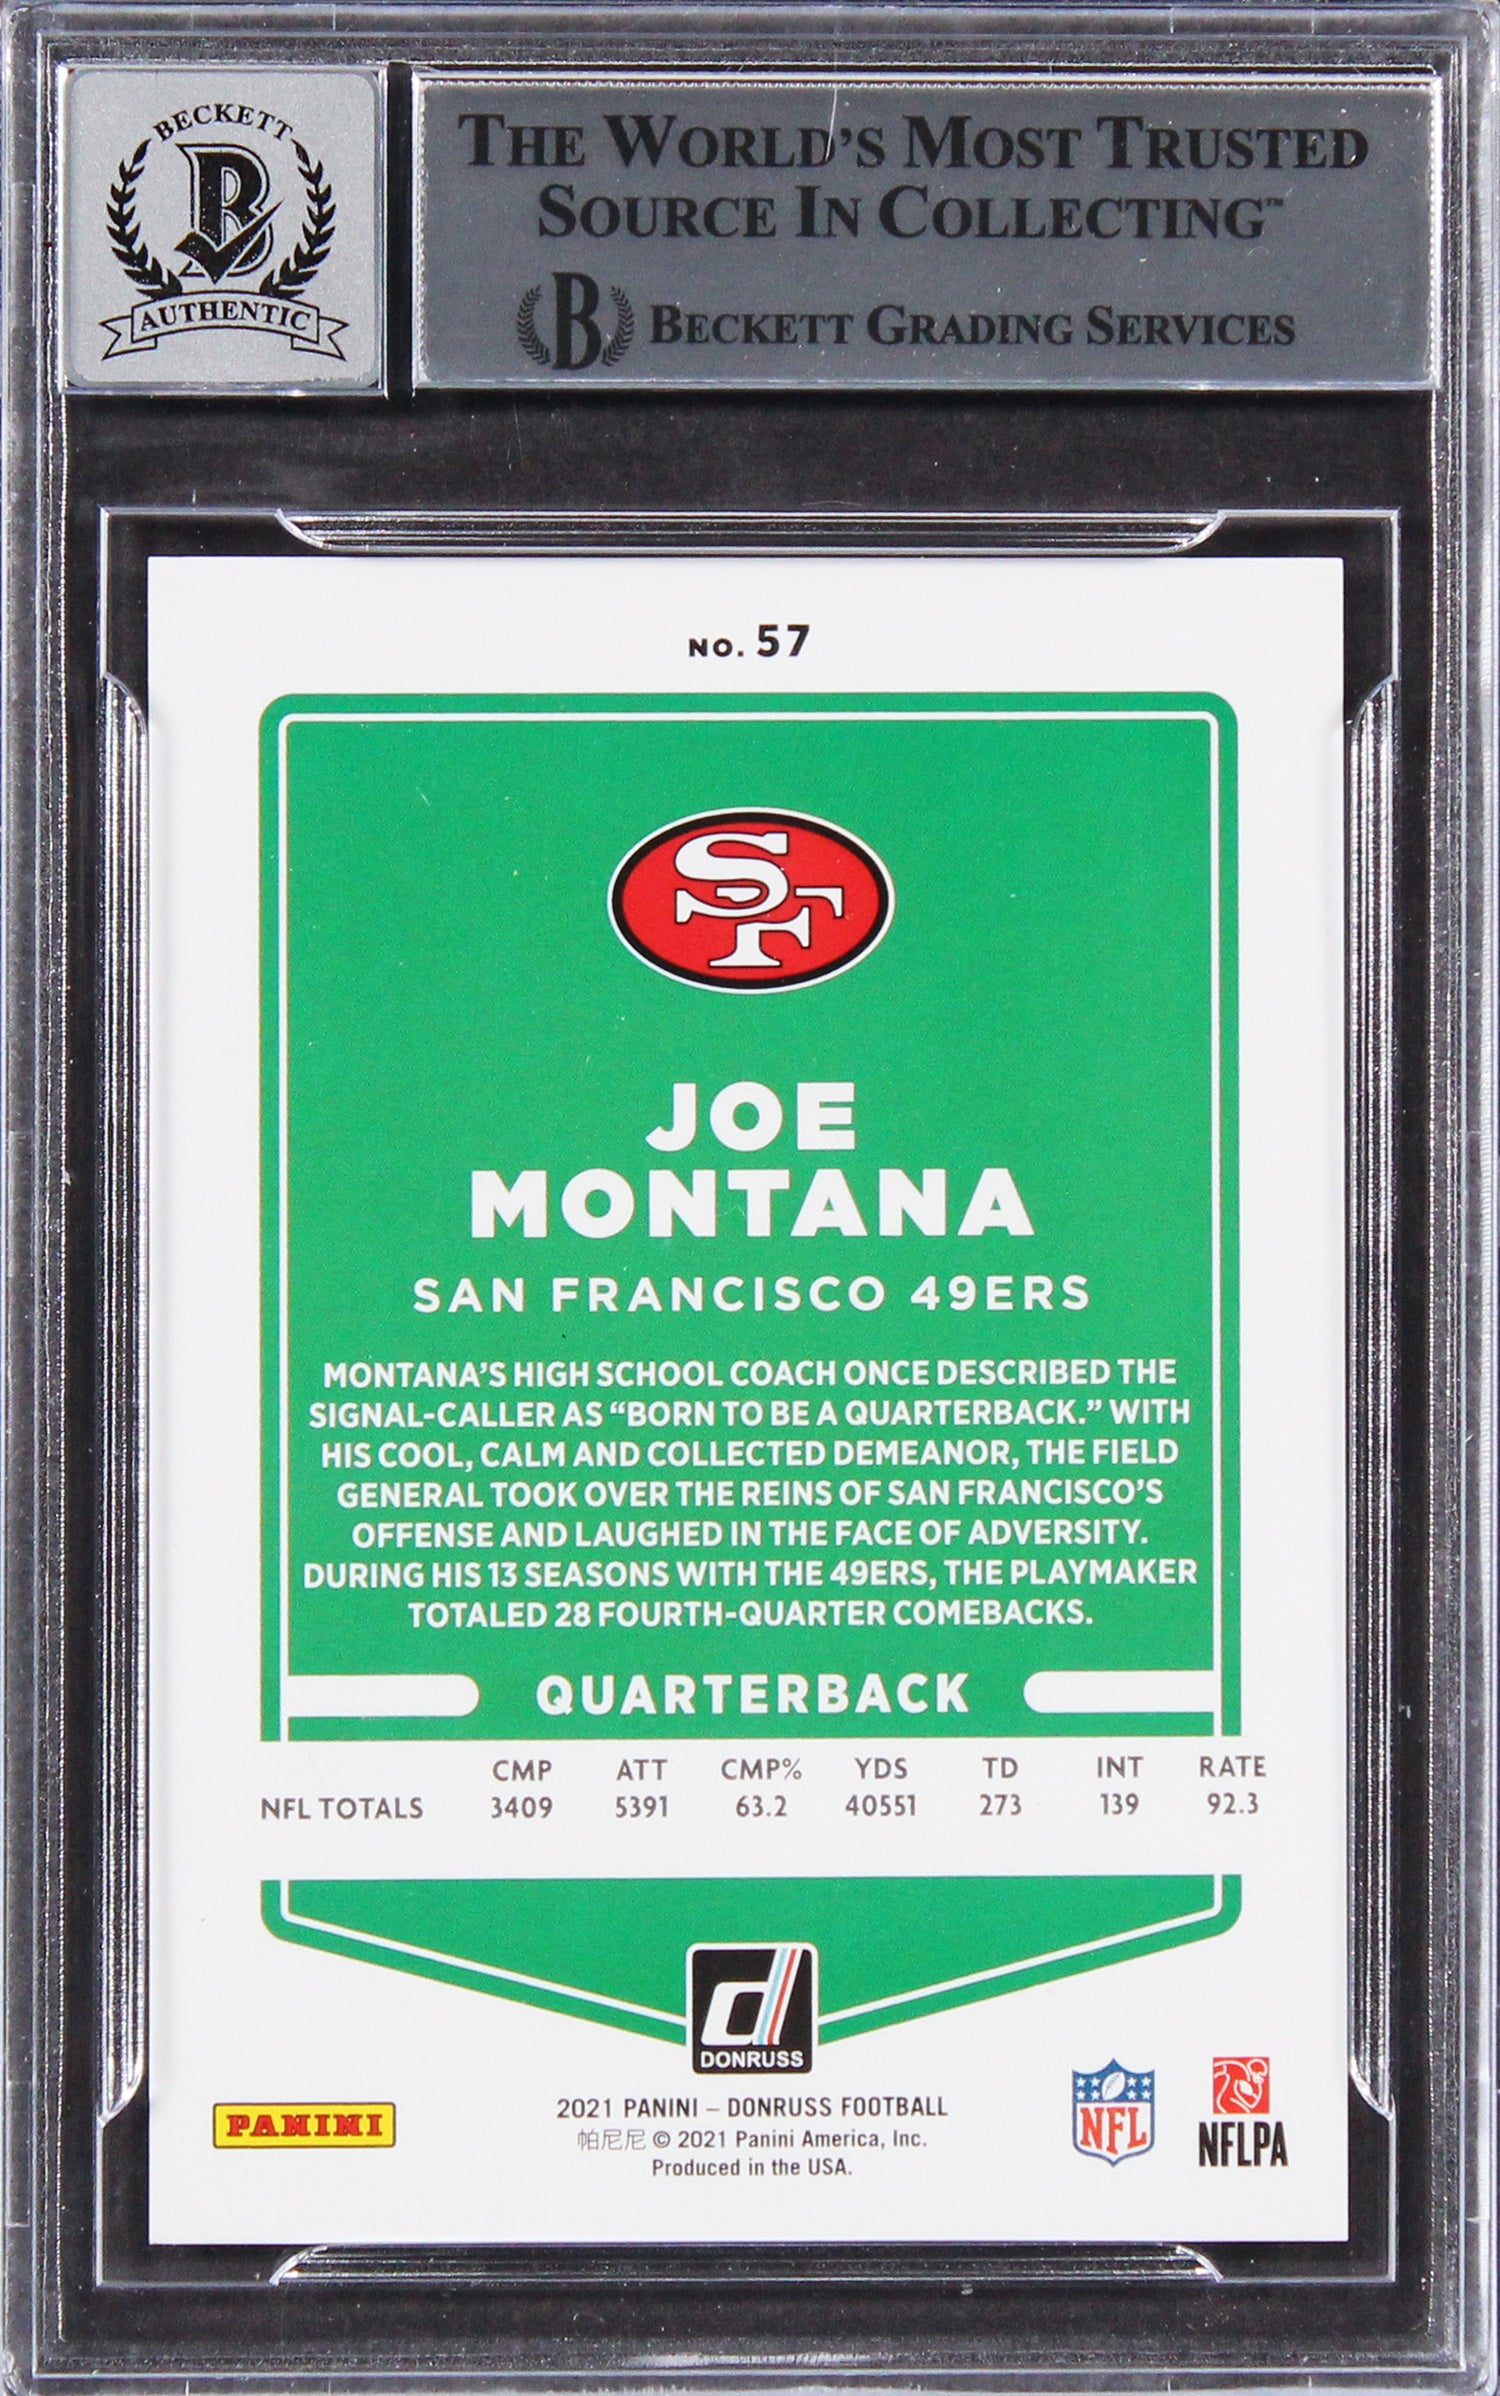 BECKETT
B
AUTHENTIC
THE WORLD'S MOST TRUSTED
SOURCE IN COLLECTING™
B BECKETT GRADING SERVICES
NO. 57
SF
JOE
MONTANA
SAN FRANCISCO 49ERS
MONTANA'S HIGH SCHOOL COACH ONCE DESCRIBED THE
SIGNAL-CALLER AS “BORN TO BE A QUARTERBACK.” WITH
HIS COOL, CALM AND COLLECTED DEMEANOR, THE FIELD
GENERAL TOOK OVER THE REINS OF SAN FRANCISCO'S
OFFENSE AND LAUGHED IN THE FACE OF ADVERSITY.
DURING HIS 13 SEASONS WITH THE 49ERS, THE PLAYMAKER
TOTALED 28 FOURTH-QUARTER COMEBACKS.
QUARTERBACK
CMP ATT CMP% YDS TD INT RATE
NFL TOTALS 3409 5391 63.2 40551 273 139 92.3
d
DONRUSS
PANINI
2021 PANINI – DONRUSS FOOTBALL
帕尼尼 © 2021 Panini America, Inc.
Produced in the USA.
NFL
NFLPA